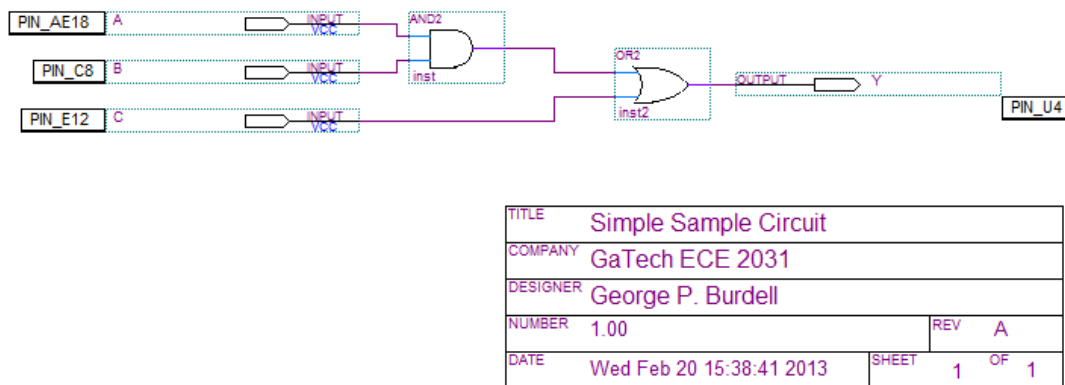 PIN_AE18 A INPUT VCC AND2
PIN_C8 B INPUT VCC inst OR2 OUTPUT Y
PIN_E12 C INPUT VCC inst2 PIN_U4
TITLE Simple Sample Circuit
COMPANY GaTech ECE 2031
DESIGNER George P. Burdell
NUMBER 1.00 REV A
DATE Wed Feb 20 15:38:41 2013 SHEET 1 OF 1